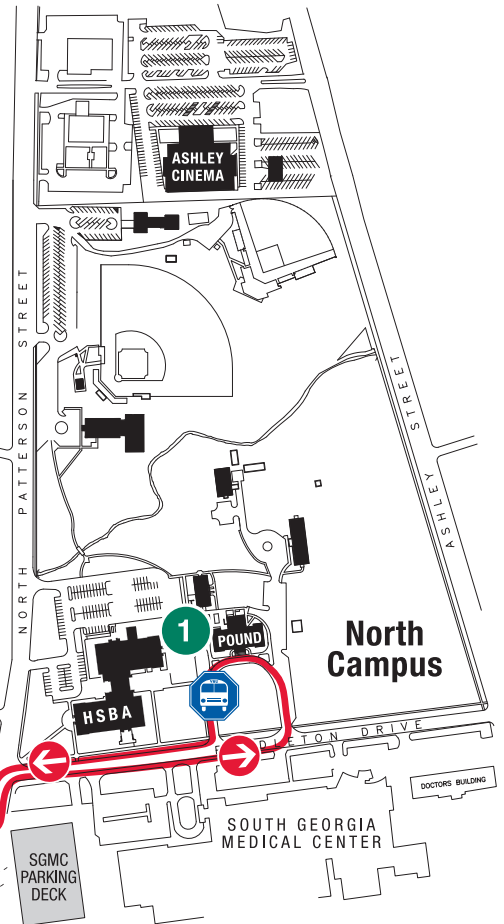 ASHLEY
CINEMA
NORTH PATTERSON STREET
ASHLEY STREET
1
POUND
North
Campus
HSBA
DRIVE
DOCTORS BUILDING
SOUTH GEORGIA
MEDICAL CENTER
SGMC
PARKING
DECK